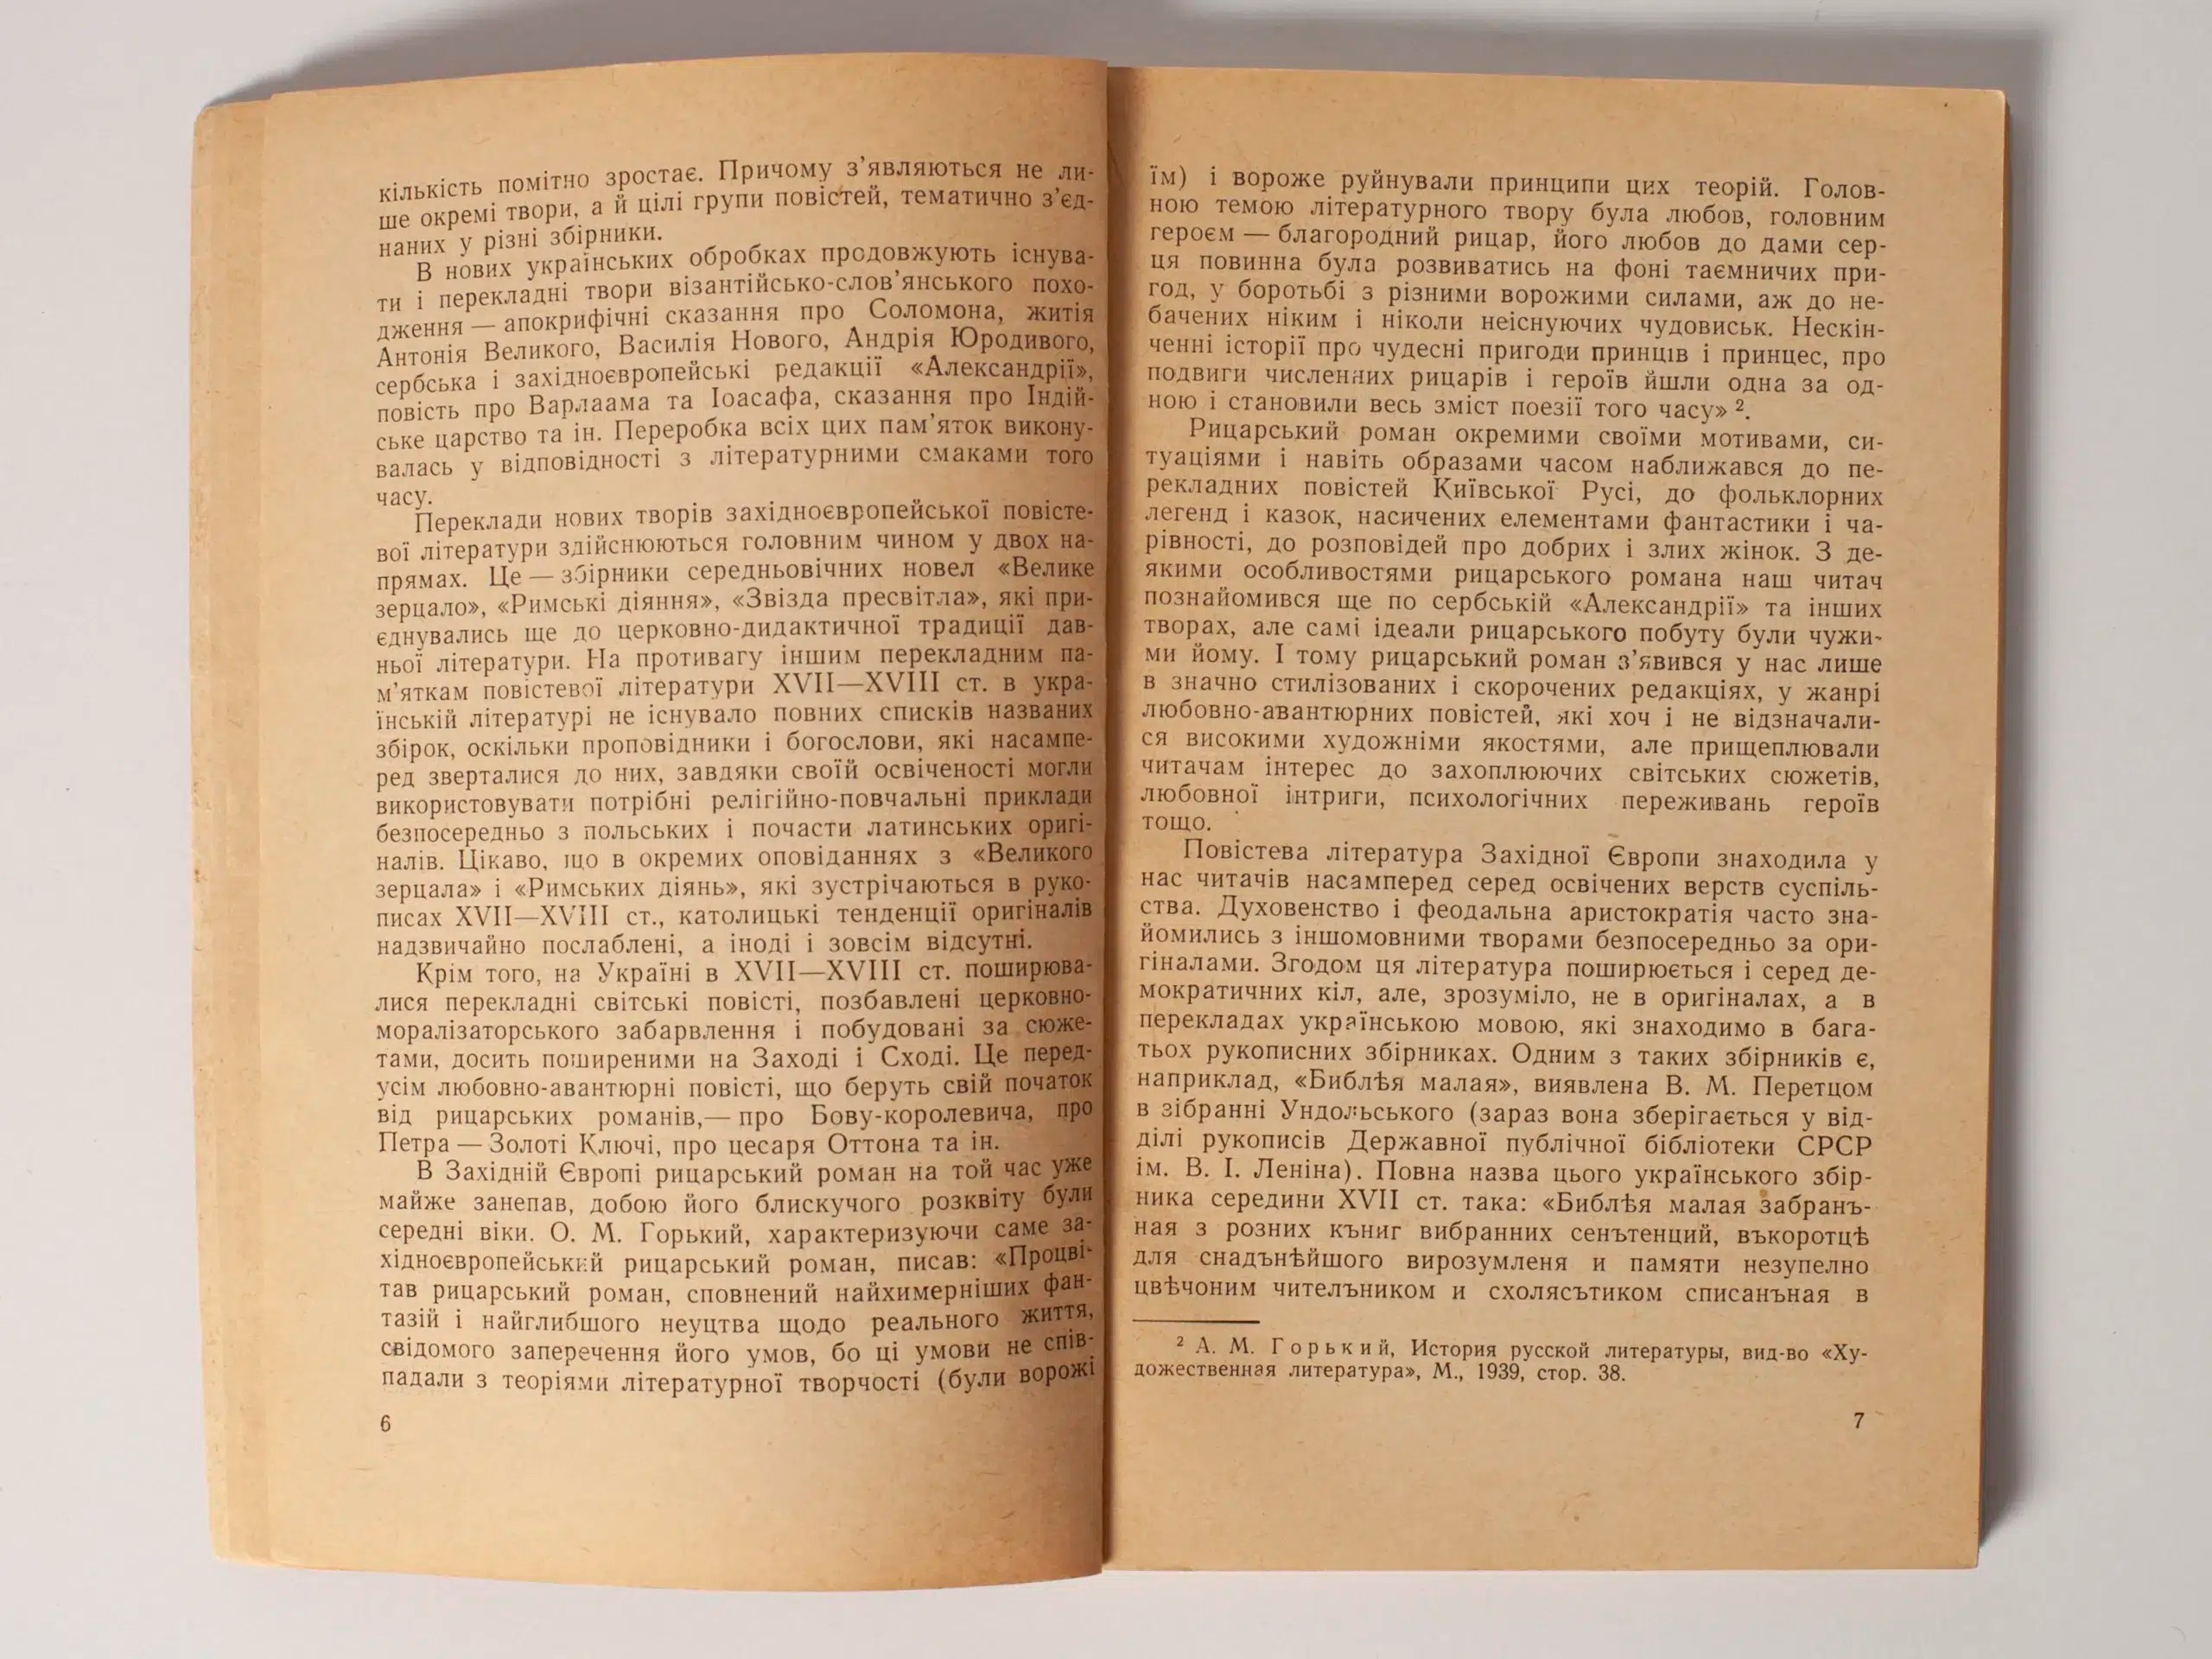 кількість помітно зростає. Причому з’являються не ли-
ше окремі твори, а й цілі групи повістей, тематично з’єд-
наних у різні збірники.
В нових українських обробках продовжують існува-
ти і перекладні твори візантійсько-слов’янського похо-
дження — апокрифічні сказання про Соломона, житія
Антонія Великого, Василія Нового, Андрія Юродивого,
сербська і західноєвропейські редакції «Александрії»,
повість про Варлаама та Іоасафа, сказання про Індій-
ське царство та ін. Переробка всіх цих пам’яток викону-
валась у відповідності з літературними смаками того
часу.
Переклади нових творів західноєвропейської повісте-
вої літератури здійснюються головним чином у двох на-
прямах. Це — збірники середньовічних новел «Велике
зерцало», «Римські діяння», «Звізда пресвітла», які при-
єднувались ще до церковно-дидактичної традиції дав-
ньої літератури. На противагу іншим перекладним па-
м’яткам повістевої літератури XVII—XVIII ст. в укра-
їнській літературі не існувало повних списків названих
збірок, оскільки проповідники і богослови, які насампе-
ред зверталися до них, завдяки своїй освіченості могли
використовувати потрібні релігійно-повчальні приклади
безпосередньо з польських і почасти латинських оригі-
налів. Цікаво, що в окремих оповіданнях з «Великого
зерцала» і «Римських діянь», які зустрічаються в руко-
писах XVII—XVIII ст., католицькі тенденції оригіналів
надзвичайно послаблені, а іноді і зовсім відсутні.
Крім того, на Україні в XVII—XVIII ст. поширюва-
лися перекладні світські повісті, позбавлені церковно-
моралізаторського забарвлення і побудовані за сюже-
тами, досить поширеними на Заході і Сході. Це перед-
усім любовно-авантюрні повісті, що беруть свій початок
від рицарських романів,— про Бову-королевича, про
Петра — Золоті Ключі, про цесаря Оттона та ін.
В Західній Європі рицарський роман на той час уже
майже занепав, добою його блискучого розквіту були
середні віки. О. М. Горький, характеризуючи саме за-
хідноєвропейський рицарський роман, писав: «Процві-
тав рицарський роман, сповнений найхимерніших фан-
тазій і найглибшого неуцтва щодо реального життя,
свідомого заперечення його умов, бо ці умови не спів-
падали з теоріями літературної творчості (були ворожі
6
їм) і вороже руйнували принципи цих теорій. Голов-
ною темою літературного твору була любов, головним
героєм — благородний рицар, його любов до дами сер-
ця повинна була розвиватись на фоні таємничих при-
год, у боротьбі з різними ворожими силами, аж до не-
бачених ніким і ніколи неіснуючих чудовиськ. Нескін-
ченні історії про чудесні пригоди принців і принцес, про
подвиги численних рицарів і героїв йшли одна за од-
ною і становили весь зміст поезії того часу» ².
Рицарський роман окремими своїми мотивами, си-
туаціями і навіть образами часом наближався до пе-
рекладних повістей Київської Русі, до фольклорних
легенд і казок, насичених елементами фантастики і ча-
рівності, до розповідей про добрих і злих жінок. З де-
якими особливостями рицарського романа наш читач
познайомився ще по сербській «Александрії» та інших
творах, але самі ідеали рицарського побуту були чужи-
ми йому. І тому рицарський роман з’явився у нас лише
в значно стилізованих і скорочених редакціях, у жанрі
любовно-авантюрних повістей, які хоч і не відзначали-
ся високими художніми якостями, але прищеплювали
читачам інтерес до захоплюючих світських сюжетів,
любовної інтриги, психологічних переживань героїв
тощо.
Повістева література Західної Європи знаходила у
нас читачів насамперед серед освічених верств суспіль-
ства. Духовенство і феодальна аристократія часто зна-
йомились з іншомовними творами безпосередньо за ори-
гіналами. Згодом ця література поширюється і серед де-
мократичних кіл, але, зрозуміло, не в оригіналах, а в
перекладах українською мовою, які знаходимо в бага-
тьох рукописних збірниках. Одним з таких збірників є,
наприклад, «Библѣя малая», виявлена В. М. Перетцом
в зібранні Ундольського (зараз вона зберігається у від-
ділі рукописів Державної публічної бібліотеки СРСР
ім. В. І. Леніна). Повна назва цього українського збір-
ника середини XVII ст. така: «Библѣя малая забранъ-
ная з розних къниг вибранних сенътенций, въкоротцѣ
для снадънѣйшого вирозумленя и памяти незупелно
цвѣчоним чителъником и схолясътиком списанъная в
² А. М. Горький, История русской литературы, вид-во «Ху-
дожественная литература», М., 1939, стор. 38.
7